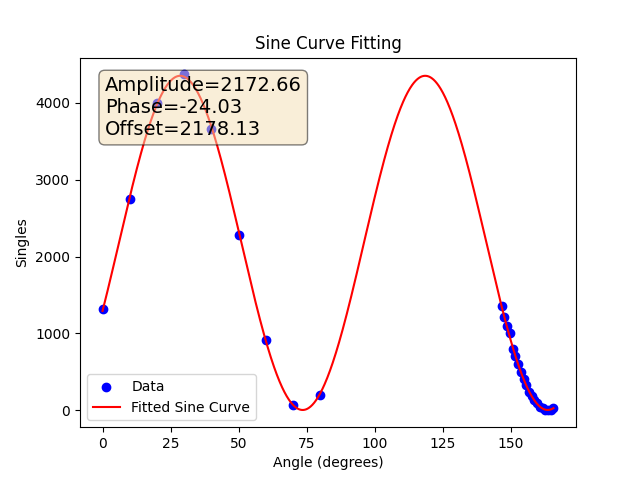 Sine Curve Fitting
Amplitude=2172.66
Phase=-24.03
Offset=2178.13
Singles
4000
3000
2000
1000
0
Data
Fitted Sine Curve
0 25 50 75 100 125 150
Angle (degrees)